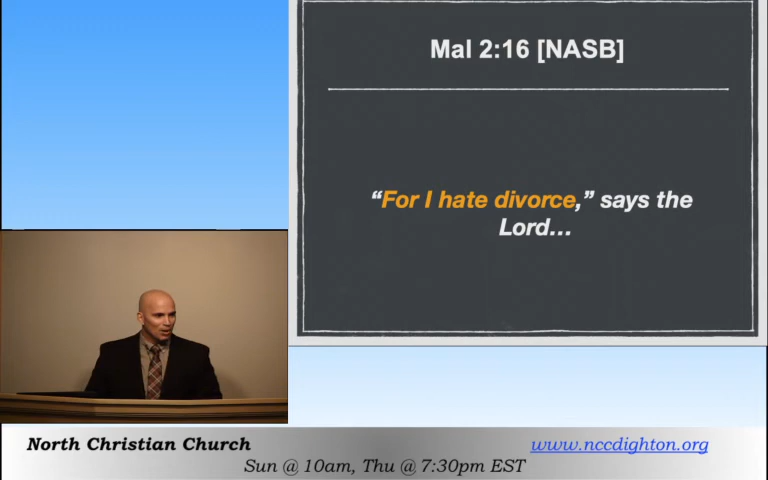 Mal 2:16 [NASB]
“For I hate divorce,” says the
Lord...
North Christian Church
www.nccdighton.org
Sun @ 10am, Thu @ 7:30pm EST